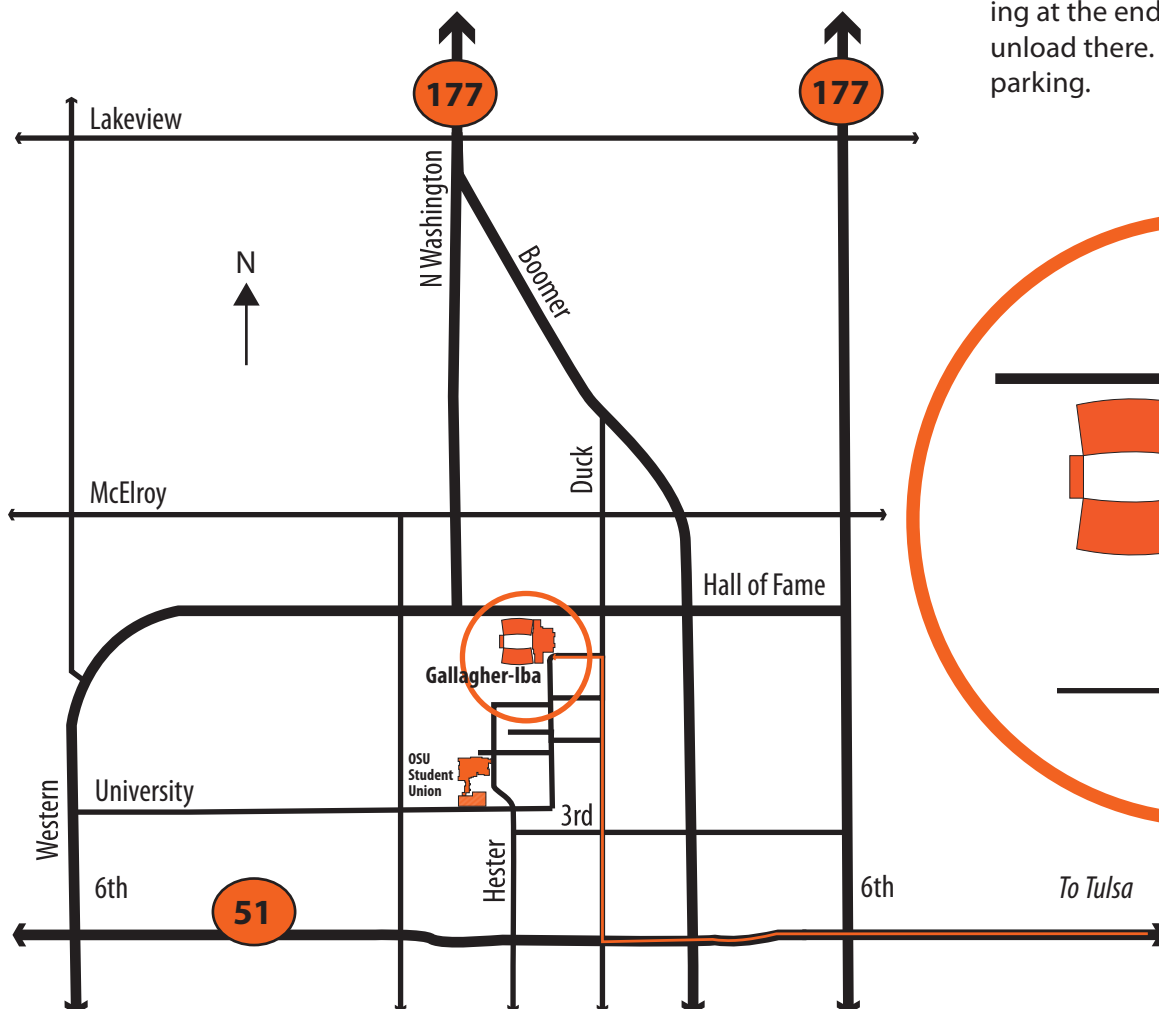 ing at the end
unload there.
parking.
177
177
Lakeview
N Washington
N
Boomer
Duck
McElroy
Hall of Fame
Gallagher-Iba
OSU
Student
Union
University
3rd
Western
Hester
6th
51
6th
To Tulsa